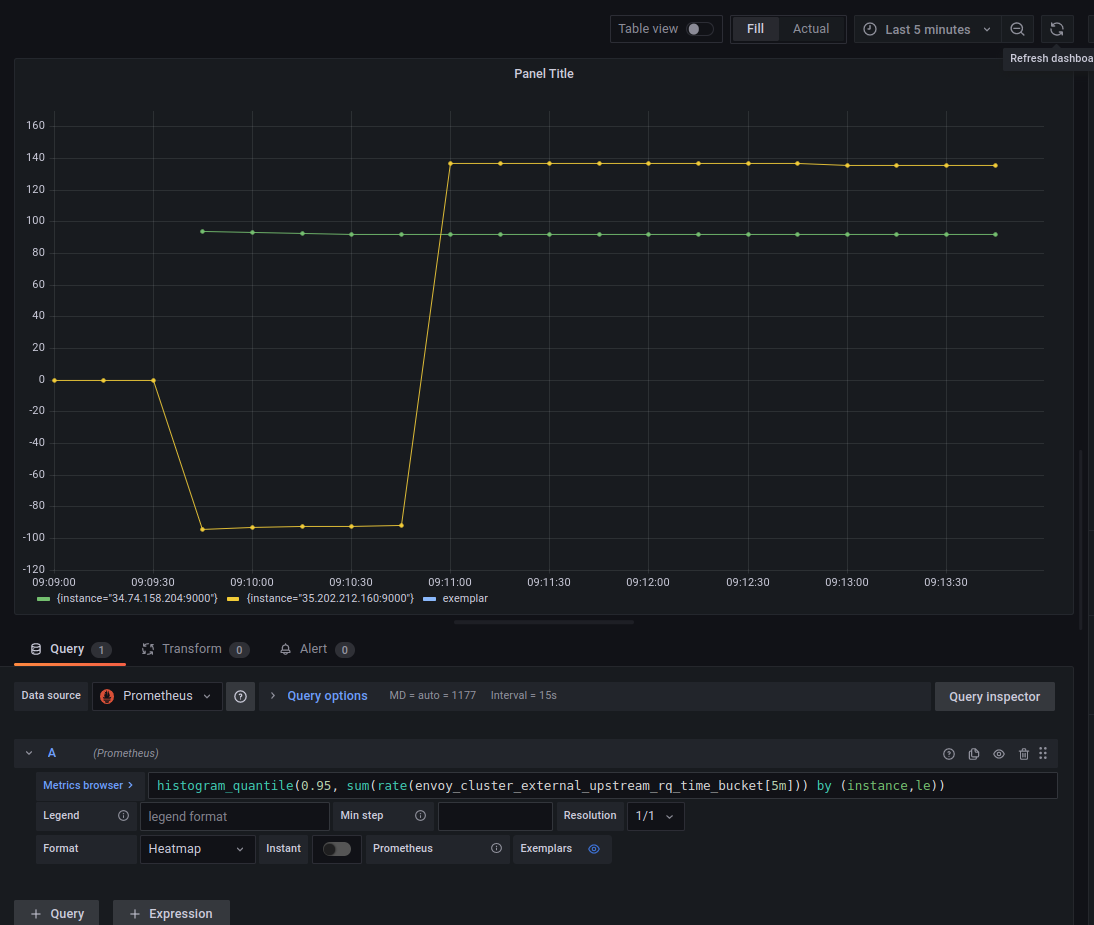 Table view Fill Actual Last 5 minutes
Refresh dashboa
Panel Title
160
140
120
100
80
60
40
20
0
-20
-40
-60
-80
-100
-120
09:09:00 09:09:30 09:10:00 09:10:30 09:11:00 09:11:30 09:12:00 09:12:30 09:13:00 09:13:30
{instance="34.74.158.204:9000"} {instance="35.202.212.160:9000"} exemplar
Query 1 Transform 0 Alert 0
Data source Prometheus Query options MD = auto = 1177 Interval = 15s Query inspector
A (Prometheus)
Metrics browser > histogram_quantile(0.95, sum(rate(envoy_cluster_external_upstream_rq_time_bucket[5m])) by (instance,le))
Legend legend format Min step Resolution 1/1
Format Heatmap Instant Prometheus Exemplars
+ Query + Expression